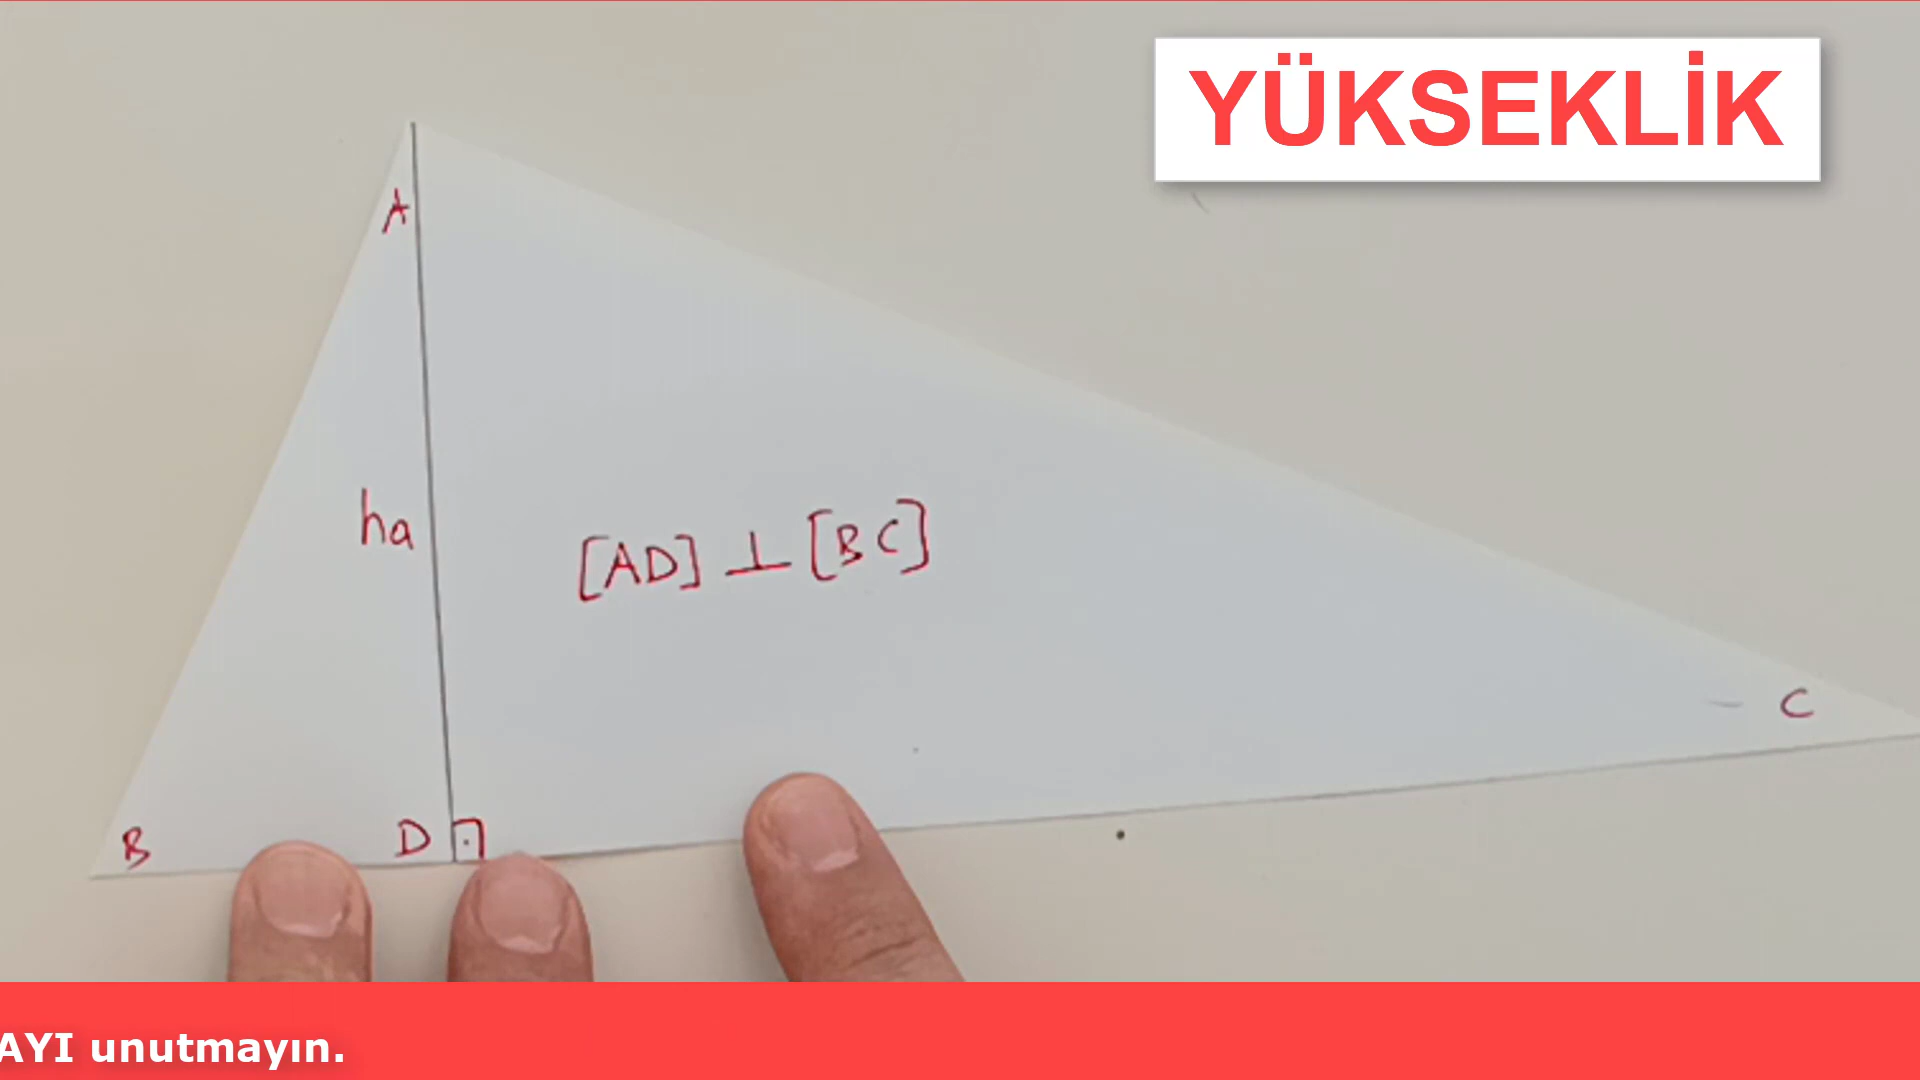 YÜKSEKLİK
A
ha
[AD] ⊥ [BC]
C
B
D
AYI unutmayın.